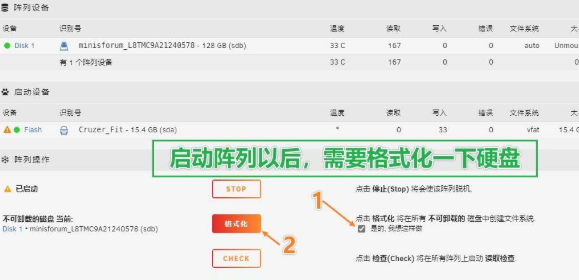 阵列设备
设备 识别号 温度 读取 写入 错误 文件系统 大
Disk 1 minisforum_L8TMC9A21240578 - 128 GB (sdb) 33 C 167 0 0 auto Unmou
有 1 个阵列设备 33 C 167 0 0
启动设备
设备 识别号 温度 读取 写入 错误 文件系统 大
Flash Cruzer_Fit - 15.4 GB (sda) * 0 33 0 vfat 15.4 G
阵列操作
启动阵列以后，需要格式化一下硬盘
已启动 STOP 点击 停止(Stop) 将会使该阵列脱机.
1
不可卸载的磁盘 当前: 格式化 点击 格式化 将在所有 不可卸载的 磁盘中创建文件系统.
Disk 1 • minisforum_L8TMC9A21240578 (sdb) 是的, 我想这样做
2
CHECK 点击 检查(Check) 将在所有阵列上启动 读取检查.